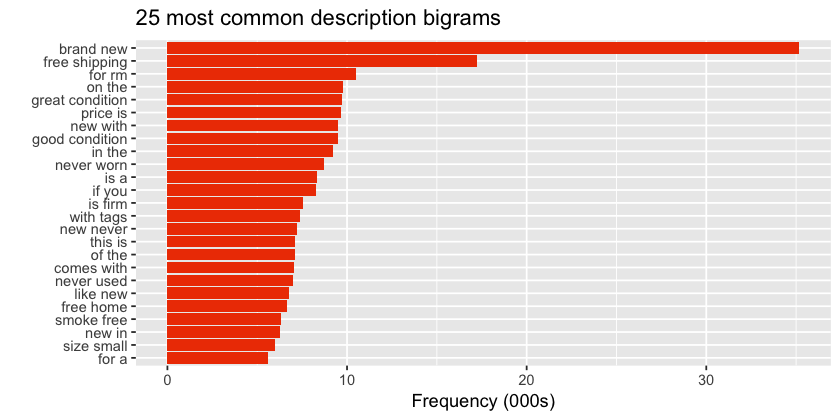 25 most common description bigrams
brand new
free shipping
for rm
on the
great condition
price is
new with
good condition
in the
never worn
is a
if you
is firm
with tags
new never
this is
of the
comes with
never used
like new
free home
smoke free
new in
size small
for a
0 10 20 30
Frequency (000s)